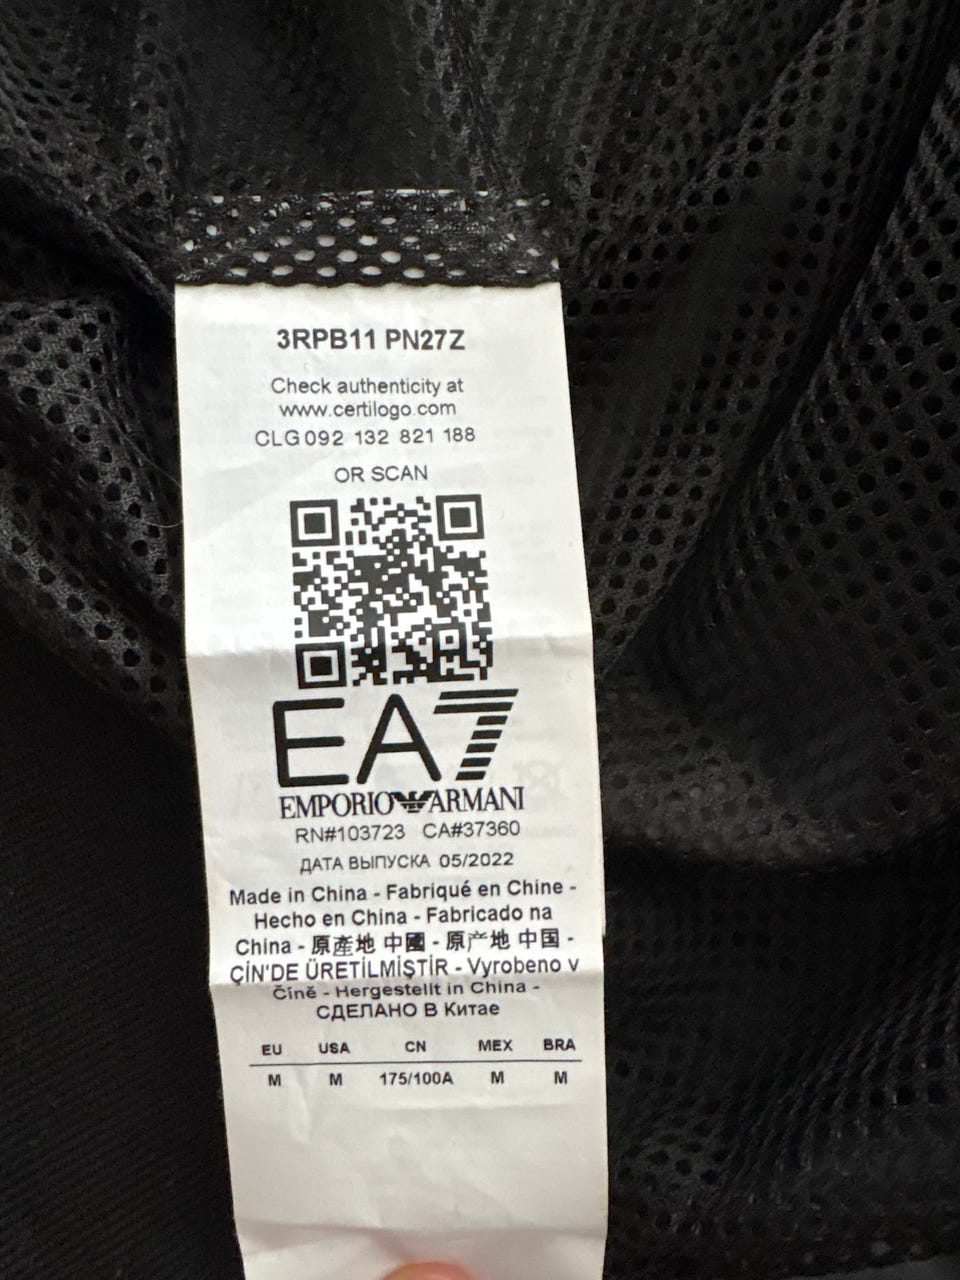 3RPB11 PN27Z
Check authenticity at
www.certilogo.com
CLG 092 132 821 188
OR SCAN
EA7
EMPORIO ARMANI
RN#103723 CA#37360
ДАТА ВЫПУСКА 05/2022
Made in China - Fabriqué en Chine -
Hecho en China - Fabricado na
China - 原產地 中國 - 原产地 中国 -
ÇİN'DE ÜRETİLMİŞTİR - Vyrobeno v
Číně - Hergestellt in China -
СДЕЛАНО В Китае
EU USA CN MEX BRA
M M 175/100A M M